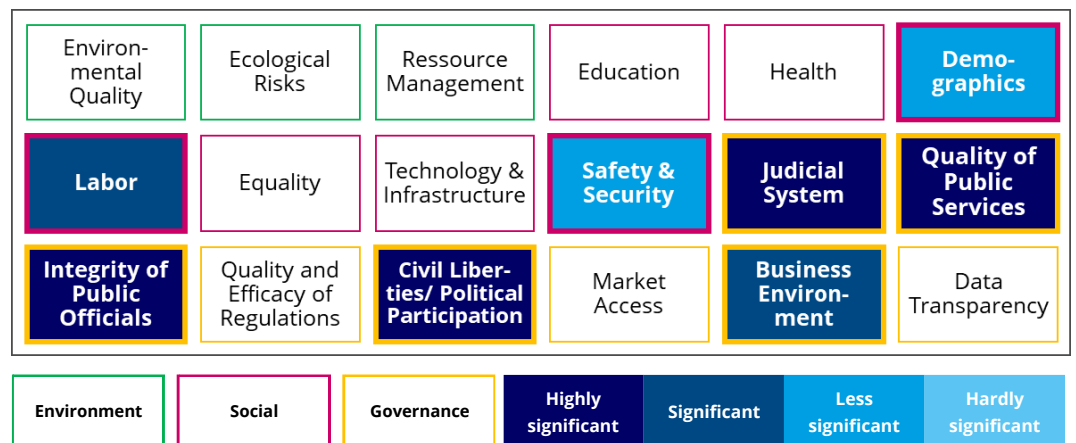 Environ-
mental
Quality
Ecological
Risks
Ressource
Management
Education
Health
Demo-
graphics
Labor
Equality
Technology &
Infrastructure
Safety &
Security
Judicial
System
Quality of
Public
Services
Integrity of
Public
Officials
Quality and
Efficacy of
Regulations
Civil Liber-
ties/ Political
Participation
Market
Access
Business
Environ-
ment
Data
Transparency
Environment
Social
Governance
Highly
significant
Significant
Less
significant
Hardly
significant